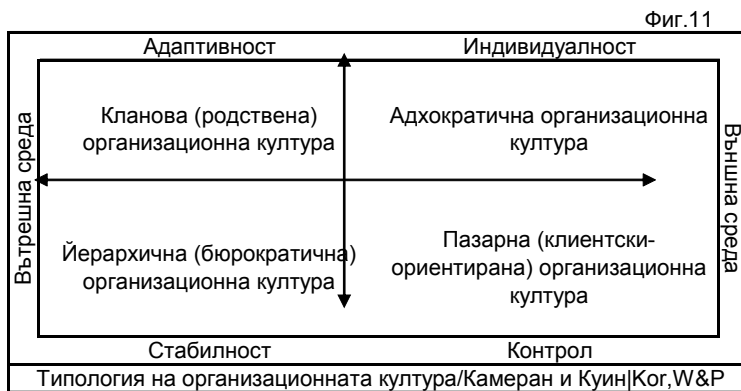 Фиг.11
Адаптивност
Индивидуалност
Вътрешна среда
Кланова (родствена)
организационна култура
Адхократична организационна
култура
Външна среда
Йерархична (бюрократична)
организационна култура
Пазарна (клиентски-
ориентирана) организационна
култура
Стабилност
Контрол
Типология на организационната култура/Камеран и Куин|Kor,W&P